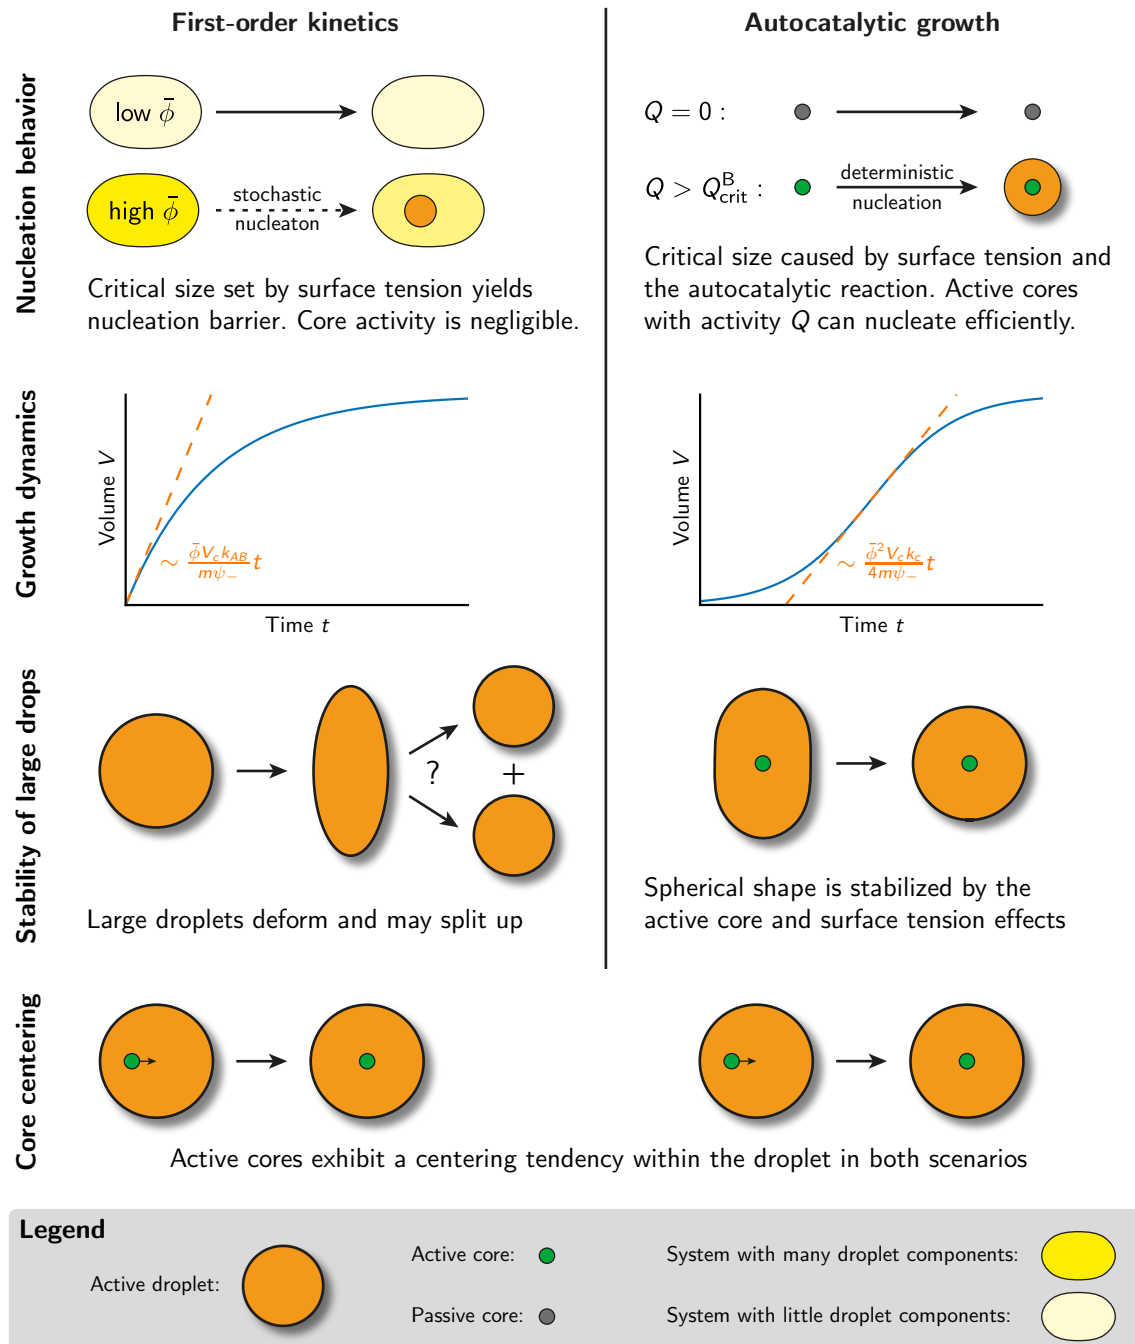 First-order kinetics
Autocatalytic growth
Nucleation behavior
low ϕ̄
high ϕ̄
stochastic
nucleaton
Critical size set by surface tension yields
nucleation barrier. Core activity is negligible.
Q = 0 :
Q > Q^B_crit :
deterministic
nucleation
Critical size caused by surface tension and
the autocatalytic reaction. Active cores
with activity Q can nucleate efficiently.
Growth dynamics
Volume V
∼ ϕ̄V_c k_AB / mψ_− t
Time t
Volume V
∼ ϕ̄²V_c k_c / 4mψ_− t
Time t
Stability of large drops
?
+
Large droplets deform and may split up
Spherical shape is stabilized by the
active core and surface tension effects
Core centering
Active cores exhibit a centering tendency within the droplet in both scenarios
Legend
Active droplet:
Active core:
Passive core:
System with many droplet components:
System with little droplet components: